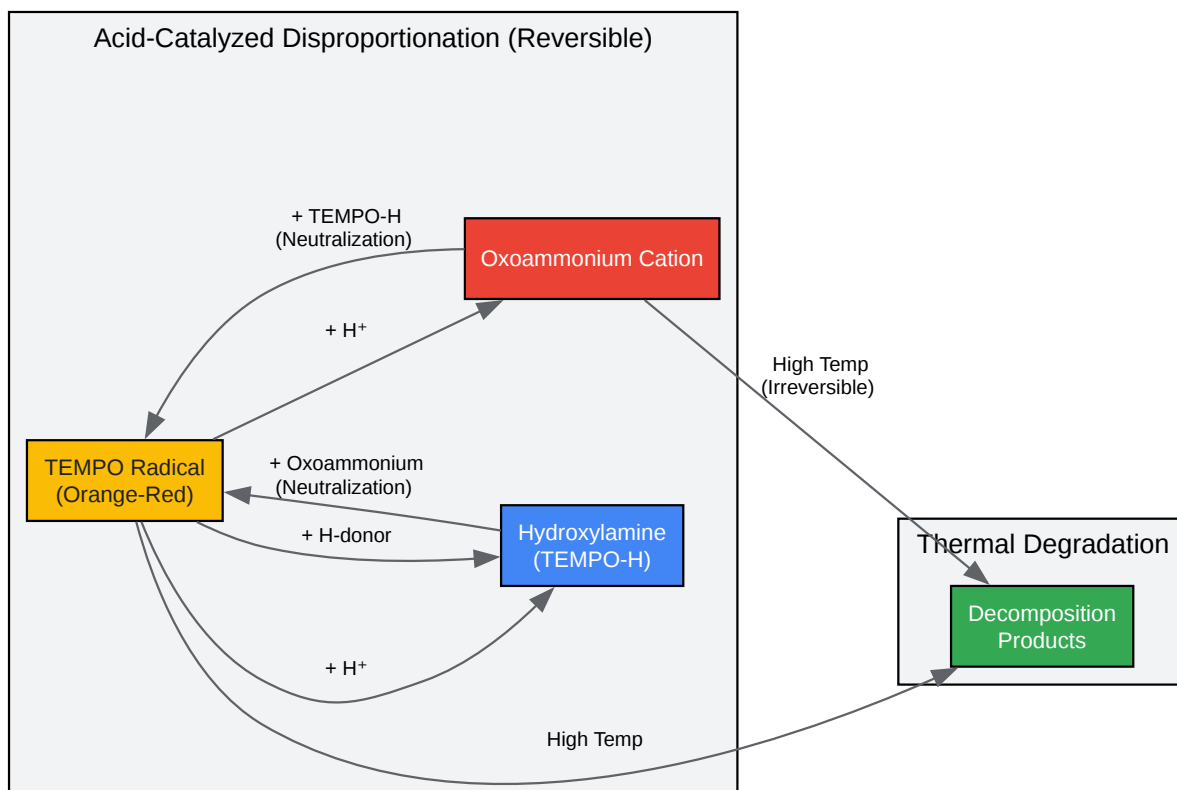 Acid-Catalyzed Disproportionation (Reversible)
+ TEMPO-H
(Neutralization)
Oxoammonium Cation
+ H⁺
High Temp
(Irreversible)
TEMPO Radical
(Orange-Red)
+ Oxoammonium
(Neutralization)
+ H-donor
Hydroxylamine
(TEMPO-H)
Thermal Degradation
Decomposition
Products
+ H⁺
High Temp